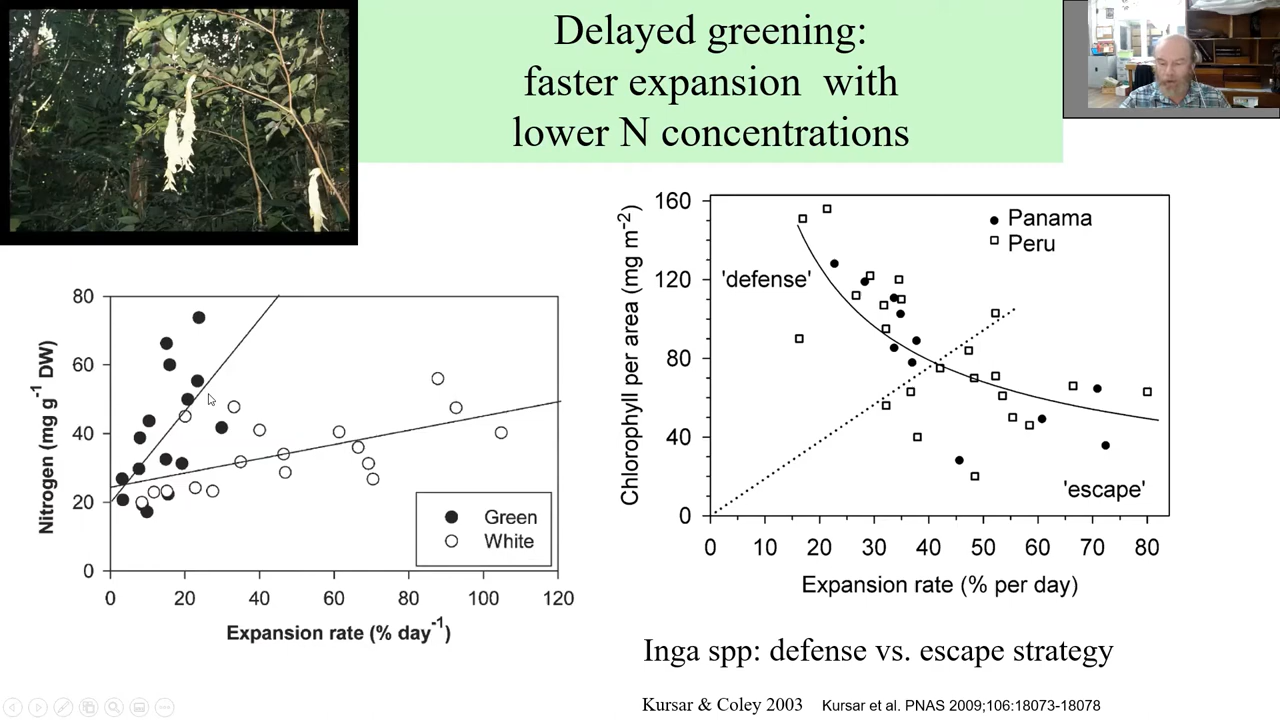 Delayed greening:
faster expansion with
lower N concentrations
80
60
40
20
0
Nitrogen (mg g-1 DW)
0 20 40 60 80 100 120
Expansion rate (% day-1)
Green
White
160
120
80
40
0
Chlorophyll per area (mg m-2)
Panama
Peru
'defense'
'escape'
0 10 20 30 40 50 60 70 80
Expansion rate (% per day)
Inga spp: defense vs. escape strategy
Kursar & Coley 2003 Kursar et al. PNAS 2009;106:18073-18078